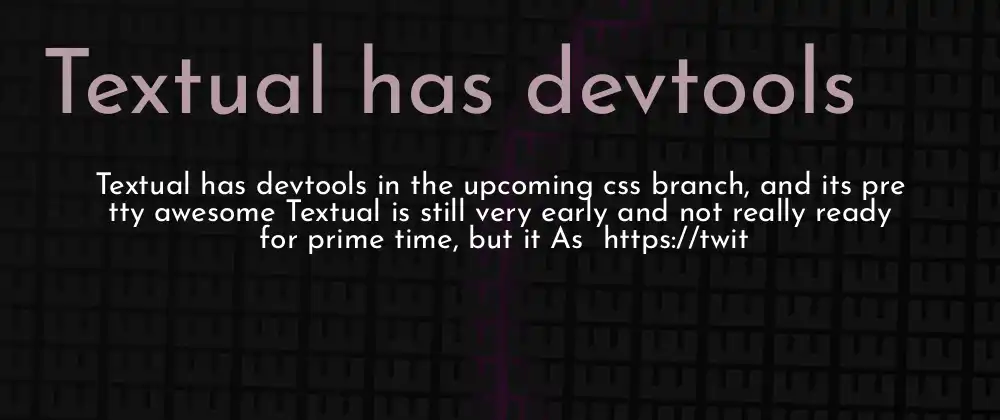 Textual has devtools
Textual has devtools in the upcoming css branch, and its pre
tty awesome Textual is still very early and not really ready
for prime time, but it As  https://twit